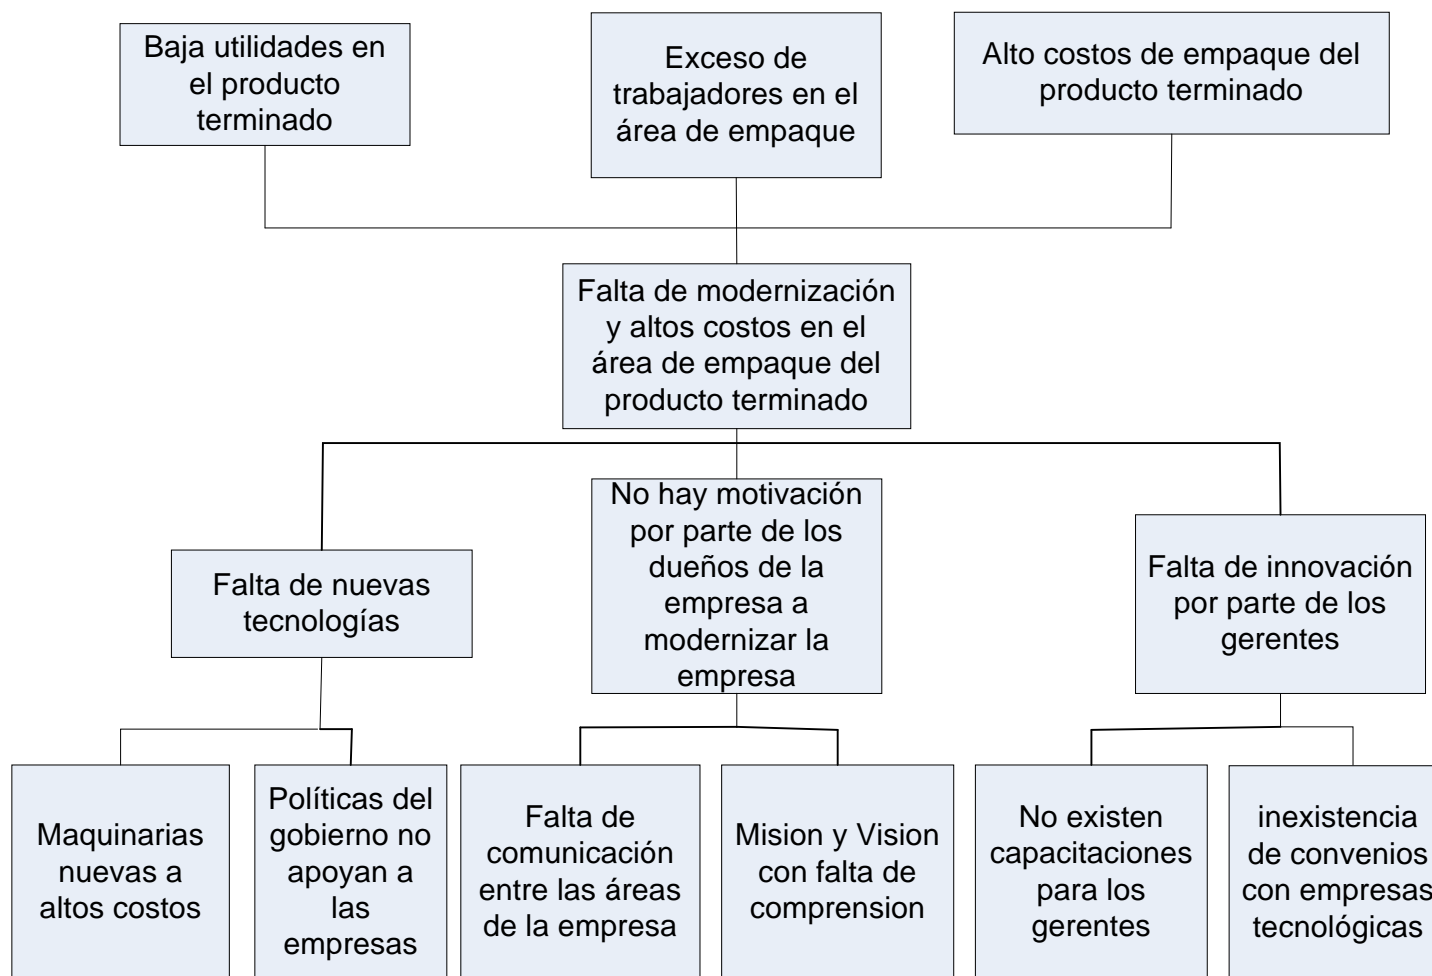 Baja utilidades en
el producto
terminado
Exceso de
trabajadores en el
área de empaque
Alto costos de empaque del
producto terminado
Falta de modernización
y altos costos en el
área de empaque del
producto terminado
Falta de nuevas
tecnologías
No hay motivación
por parte de los
dueños de la
empresa a
modernizar la
empresa
Falta de innovación
por parte de los
gerentes
Maquinarias
nuevas a
altos costos
Políticas del
gobierno no
apoyan a
las
empresas
Falta de
comunicación
entre las áreas
de la empresa
Mision y Vision
con falta de
comprension
No existen
capacitaciones
para los
gerentes
inexistencia
de convenios
con empresas
tecnológicas